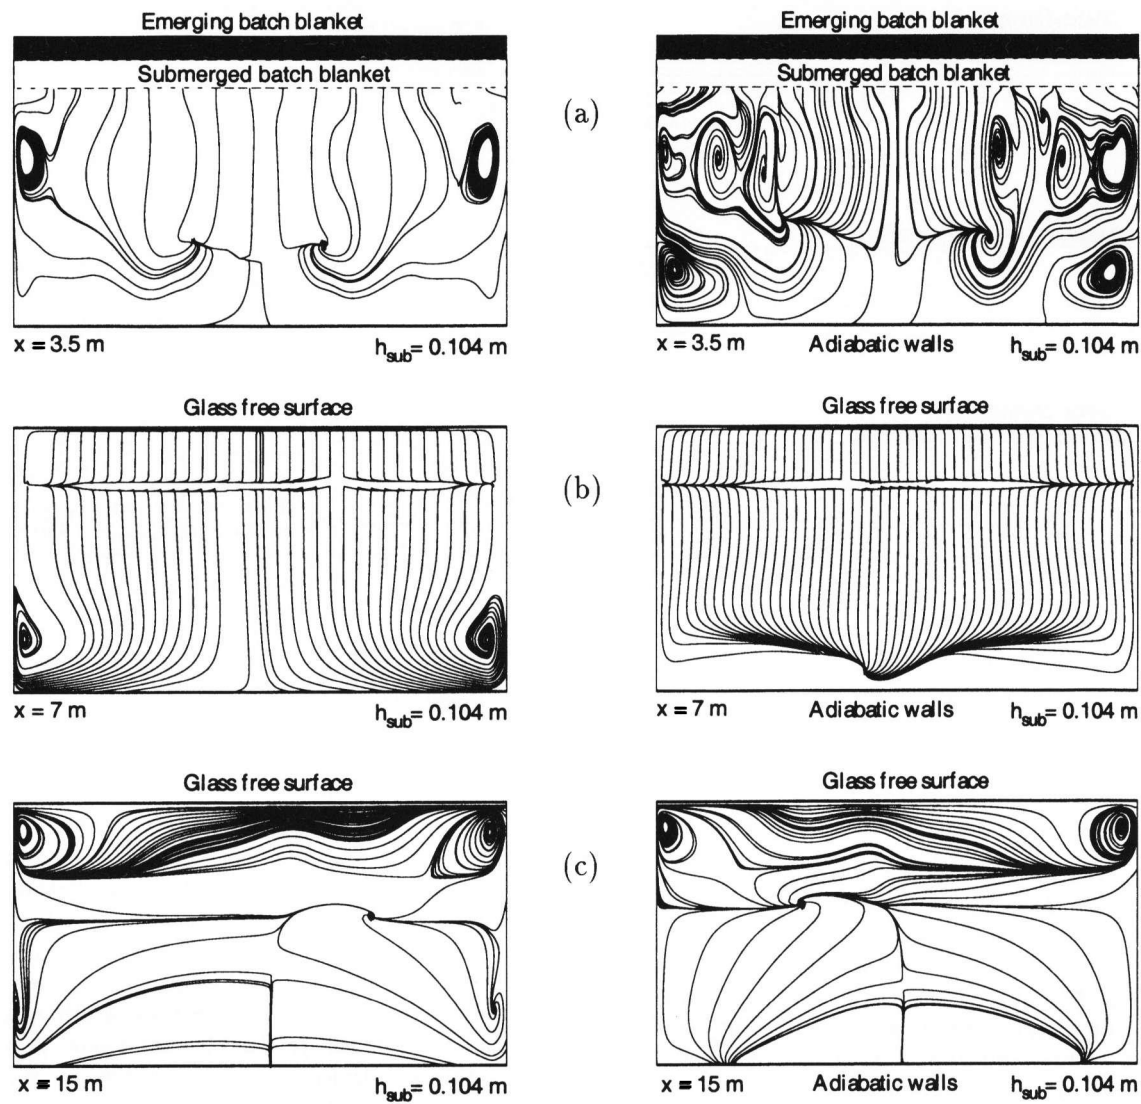 Emerging batch blanket
Submerged batch blanket
x = 3.5 m h_sub = 0.104 m
(a)
Emerging batch blanket
Submerged batch blanket
x = 3.5 m Adiabatic walls h_sub = 0.104 m
Glass free surface
x = 7 m h_sub = 0.104 m
(b)
Glass free surface
x = 7 m Adiabatic walls h_sub = 0.104 m
Glass free surface
x = 15 m h_sub = 0.104 m
(c)
Glass free surface
x = 15 m Adiabatic walls h_sub = 0.104 m